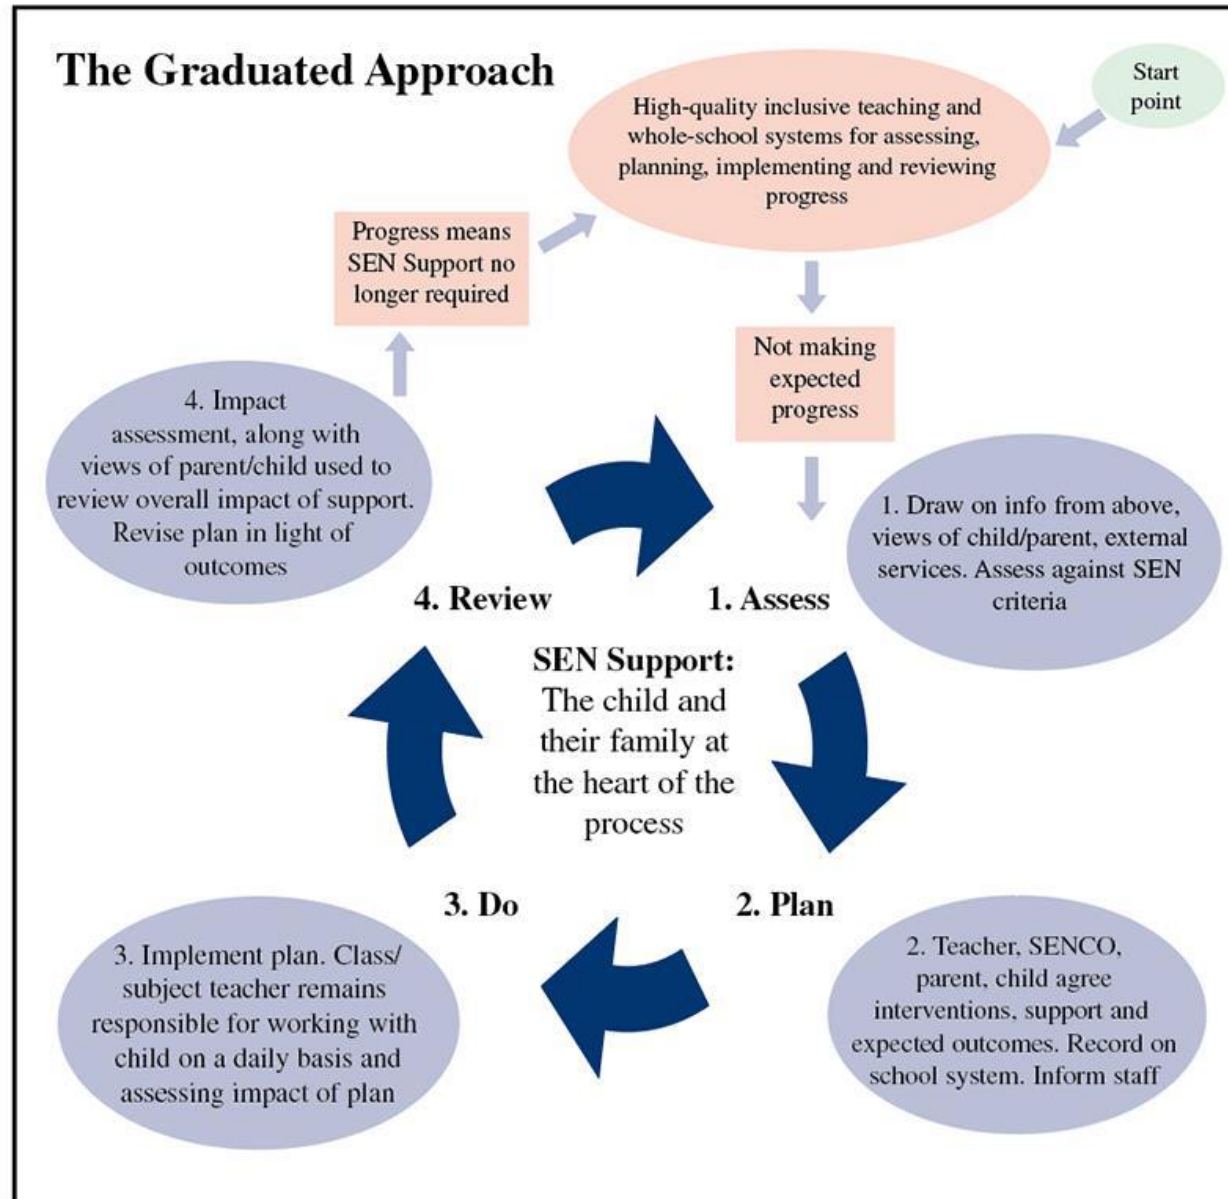 The Graduated Approach
Start
point
High-quality inclusive teaching and
whole-school systems for assessing,
planning, implementing and reviewing
progress
Progress means
SEN Support no
longer required
Not making
expected
progress
4. Impact
assessment, along with
views of parent/child used to
review overall impact of support.
Revise plan in light of
outcomes
1. Draw on info from above,
views of child/parent, external
services. Assess against SEN
criteria
4. Review
1. Assess
SEN Support:
The child and
their family at
the heart of the
process
3. Do
2. Plan
3. Implement plan. Class/
subject teacher remains
responsible for working with
child on a daily basis and
assessing impact of plan
2. Teacher, SENCO,
parent, child agree
interventions, support and
expected outcomes. Record on
school system. Inform staff